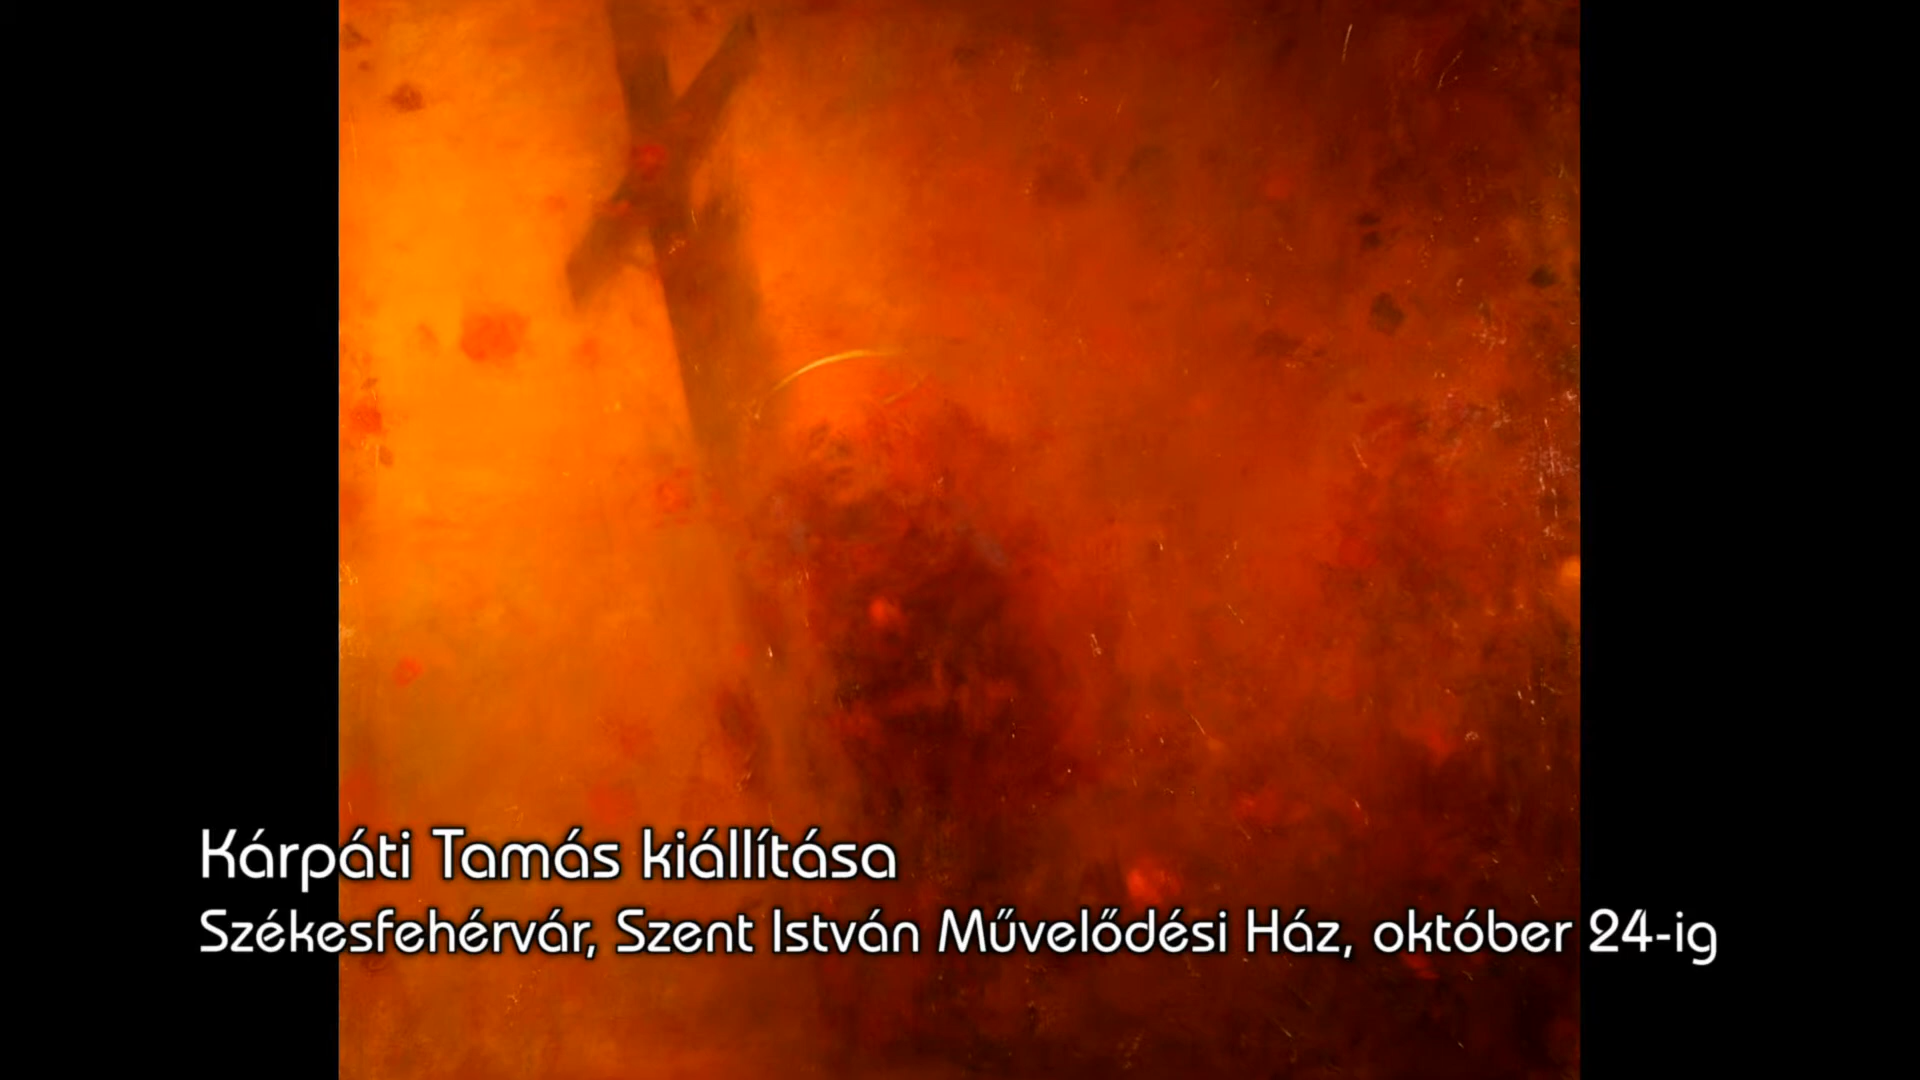 Kárpáti Tamás kiállítása
Székesfehérvár, Szent István Művelődési Ház, október 24-ig